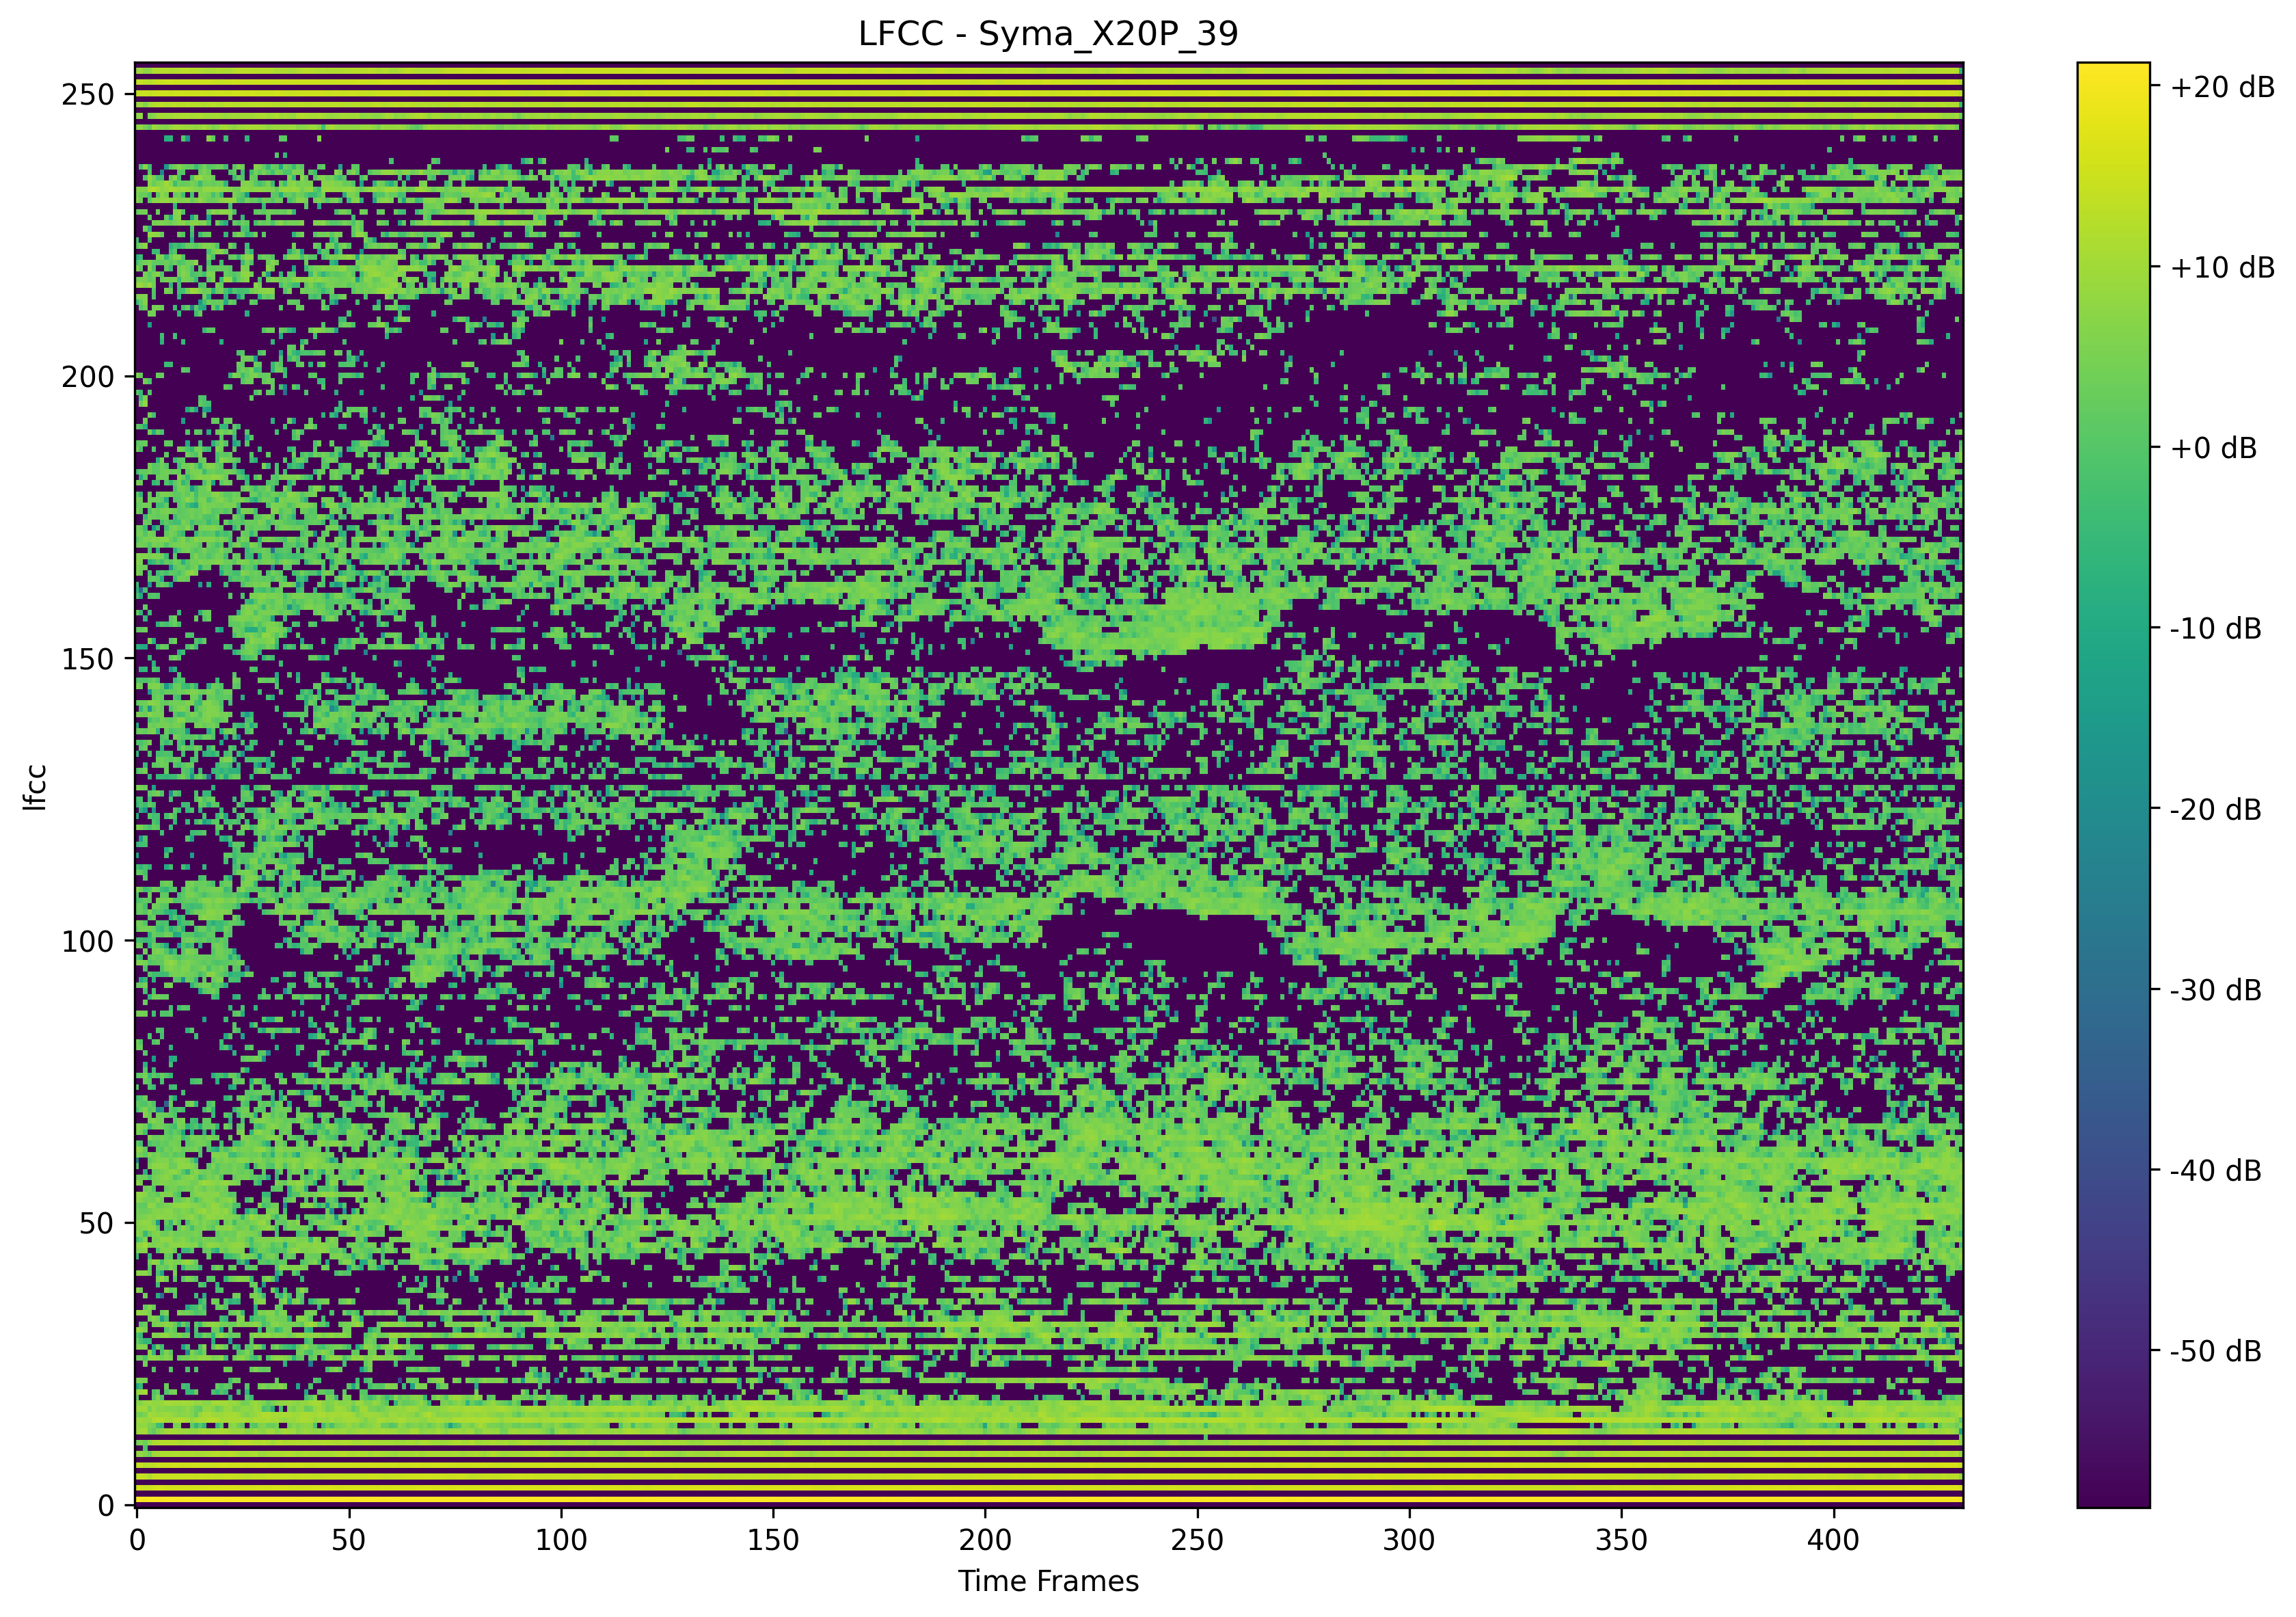 LFCC - Syma_X20P_39
250
200
150
100
50
0
lfcc
0 50 100 150 200 250 300 350 400
Time Frames
+20 dB
+10 dB
+0 dB
-10 dB
-20 dB
-30 dB
-40 dB
-50 dB